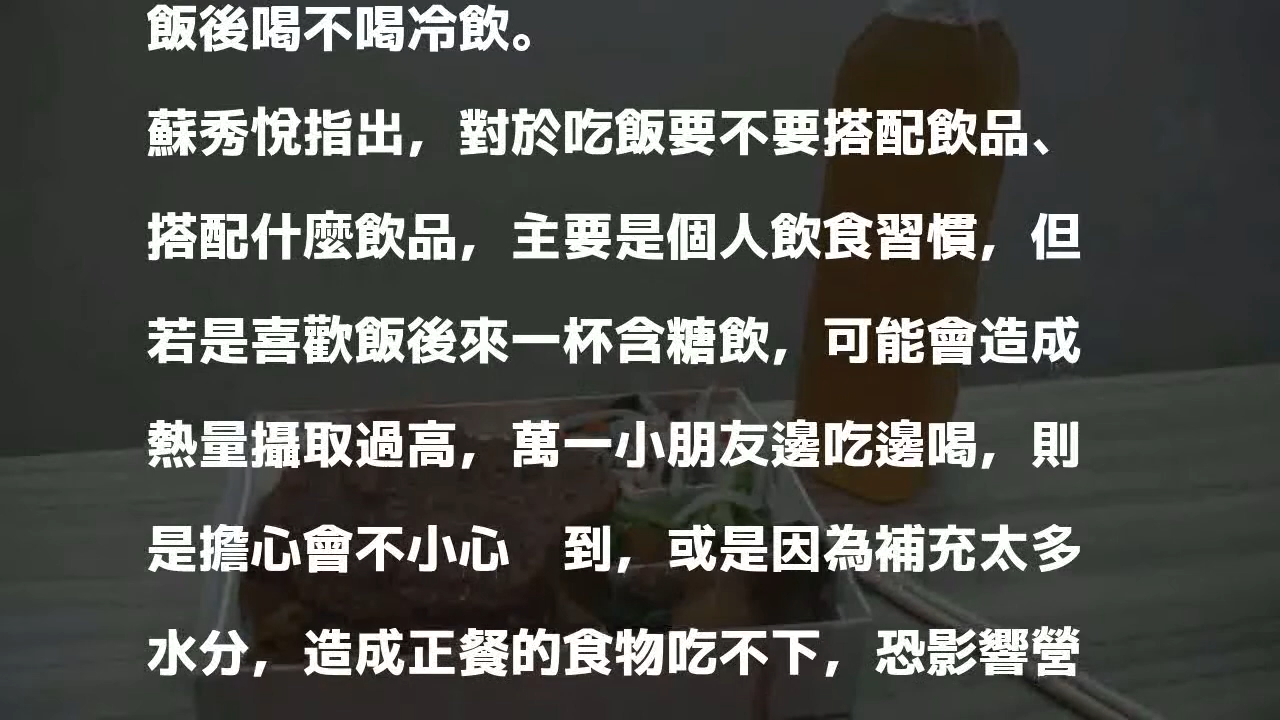 飯後喝不喝冷飲。
蘇秀悅指出，對於吃飯要不要搭配飲品、
搭配什麼飲品，主要是個人飲食習慣，但
若是喜歡飯後來一杯含糖飲，可能會造成
熱量攝取過高，萬一小朋友邊吃邊喝，則
是擔心會不小心　到，或是因為補充太多
水分，造成正餐的食物吃不下，恐影響營